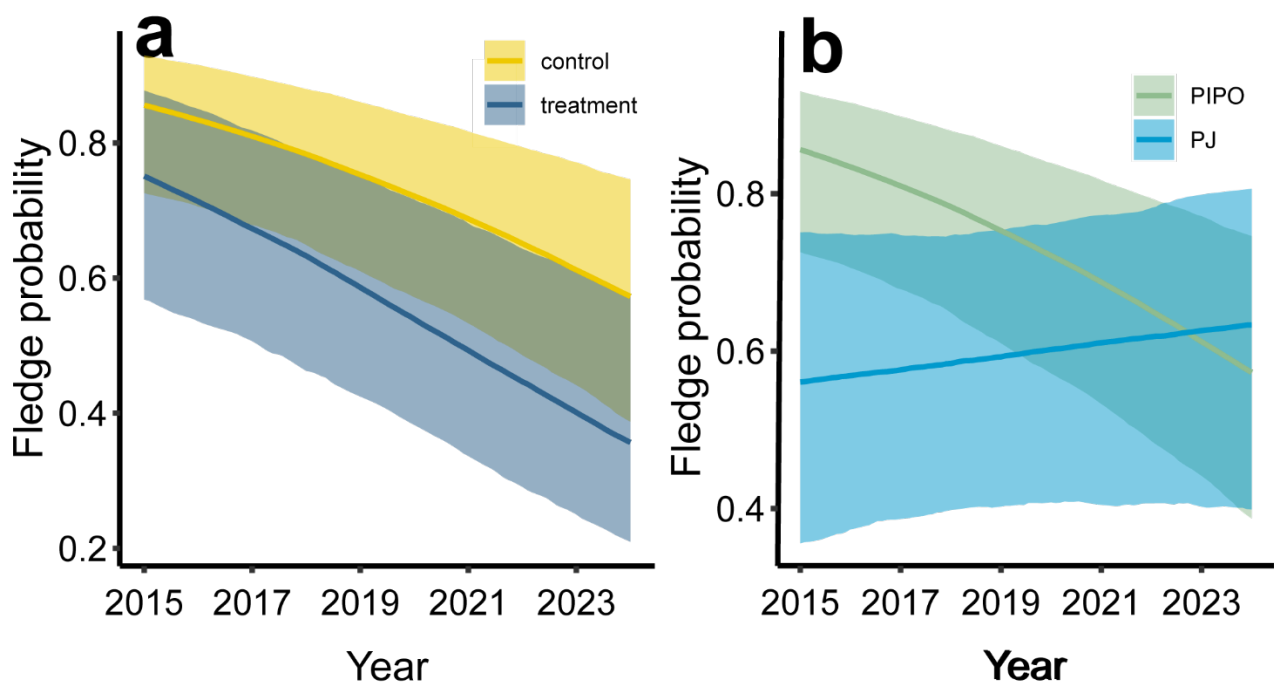 a
control
treatment
0.8
0.6
0.4
0.2
Fledge probability
2015 2017 2019 2021 2023
Year
b
PIPO
PJ
0.8
0.6
0.4
Fledge probability
2015 2017 2019 2021 2023
Year